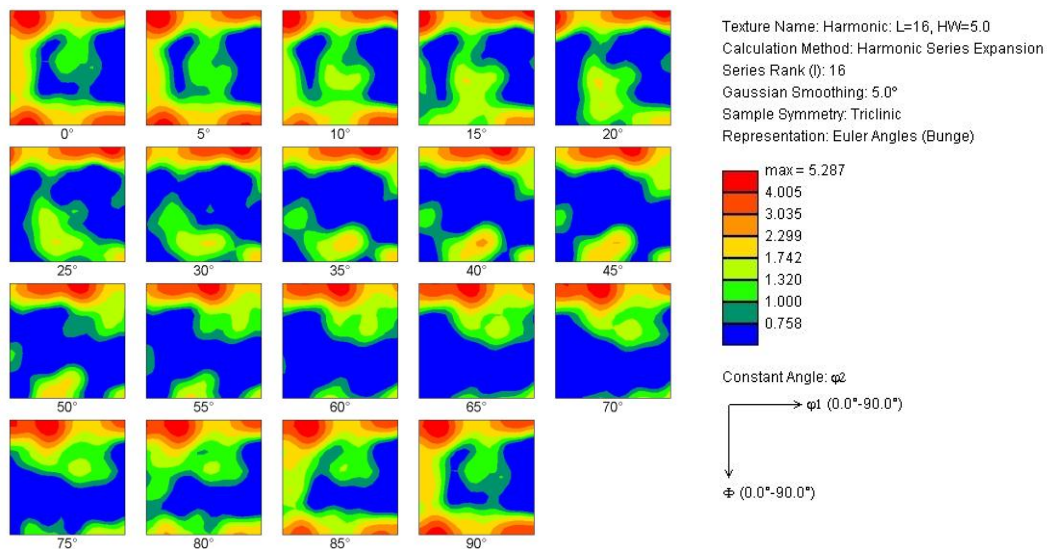 Texture Name: Harmonic: L=16, HW=5.0
Calculation Method: Harmonic Series Expansion
Series Rank (l): 16
Gaussian Smoothing: 5.0°
Sample Symmetry: Triclinic
Representation: Euler Angles (Bunge)
0° 5° 10° 15° 20°
25° 30° 35° 40° 45°
50° 55° 60° 65° 70°
75° 80° 85° 90°
max = 5.287
4.005
3.035
2.299
1.742
1.320
1.000
0.758
Constant Angle: φ2
φ1 (0.0°-90.0°)
Φ (0.0°-90.0°)